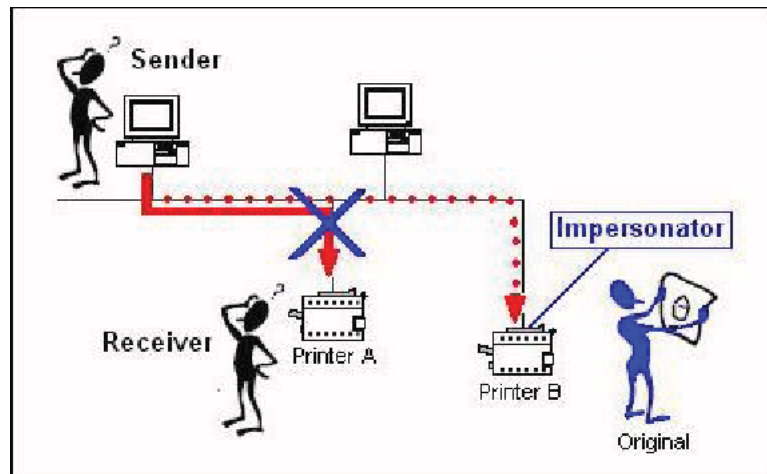 ?
Sender
Impersonator
?
Receiver
Printer A
Printer B
Original